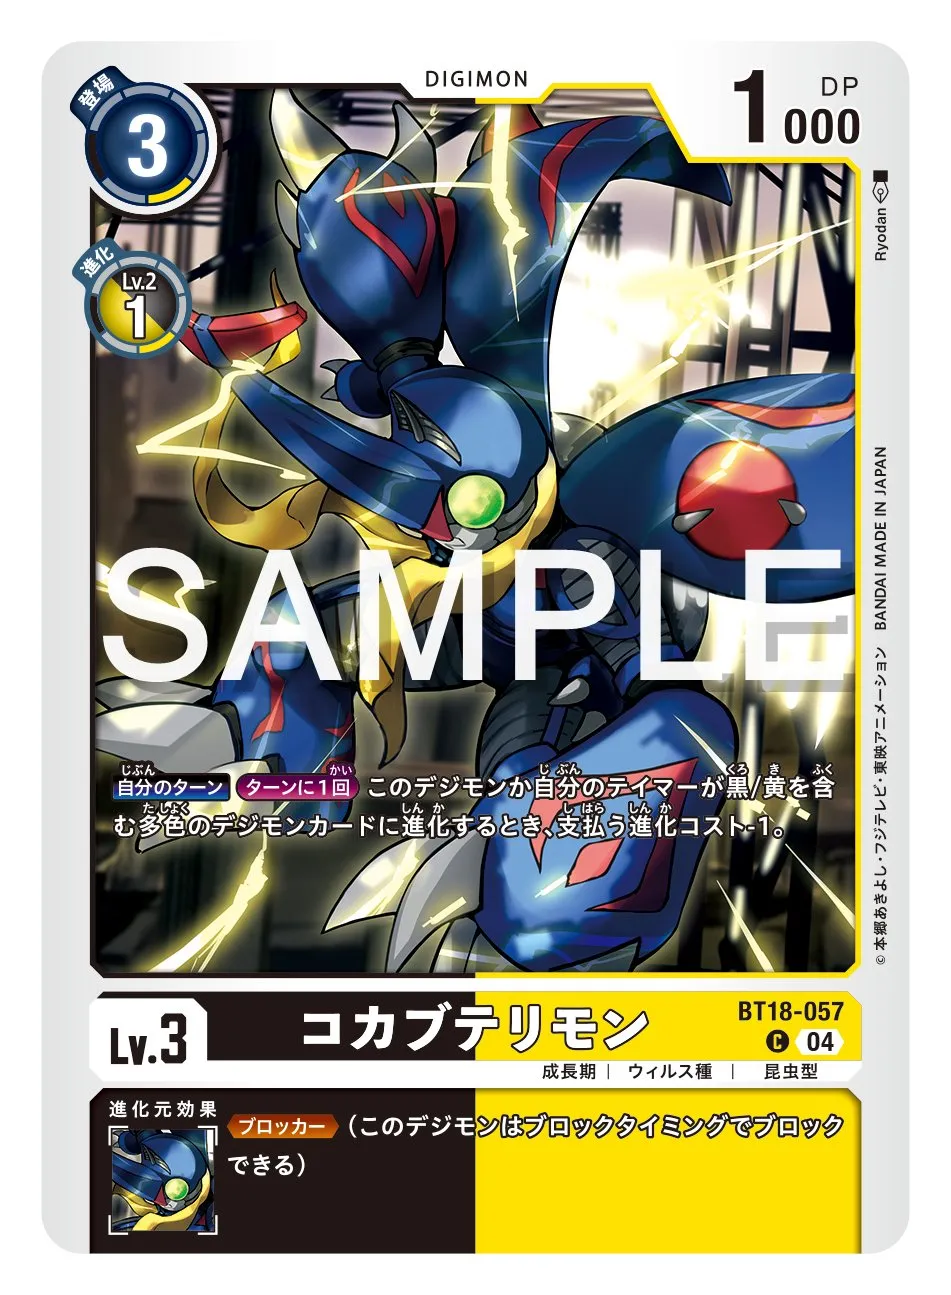 DIGIMON
登場
3
1000
DP
進化
Lv.2
1
Ryodan
SAMPLE
自分のターン ターンに1回 このデジモンか自分のテイマーが黒/黄を含
む多色のデジモンカードに進化するとき、支払う進化コスト-1。
©本郷あきよし・フジテレビ・東映アニメーション BANDAI MADE IN JAPAN
Lv.3
コカブテリモン
BT18-057
C 04
成長期 | ウィルス種 | 昆虫型
進化元効果
ブロッカー (このデジモンはブロックタイミングでブロック
できる)